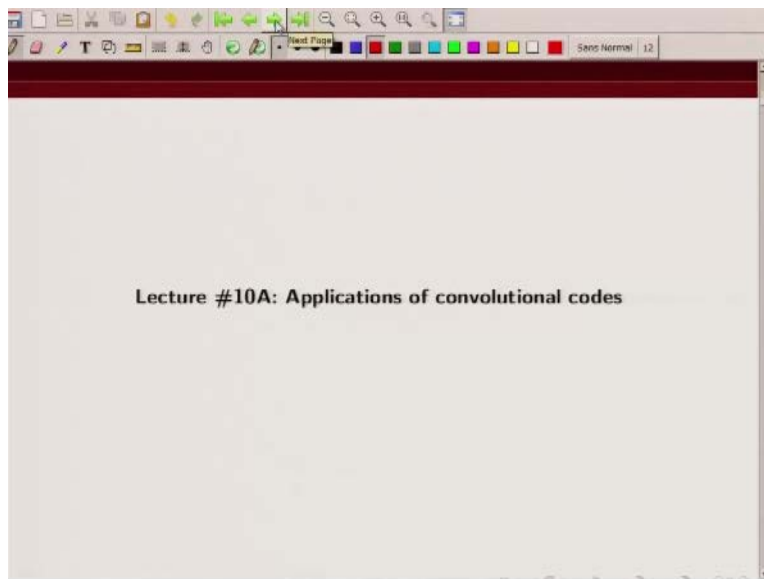 T
Next Page
Sans Normal 12
Lecture #10A: Applications of convolutional codes